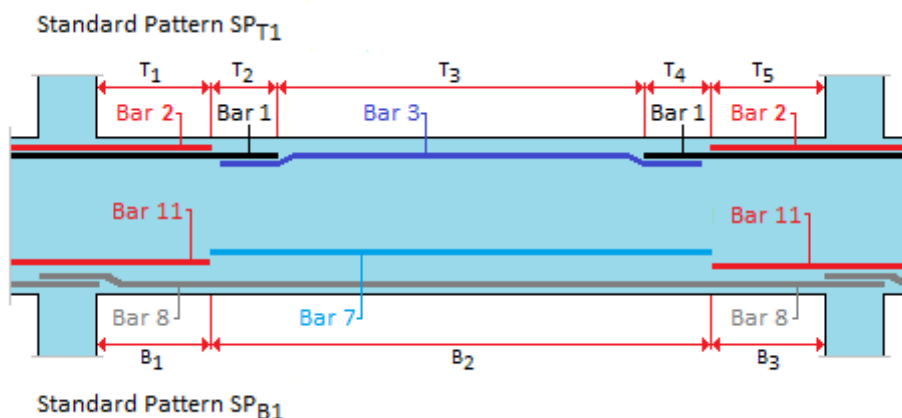 Standard Pattern SPT1
T1 T2 T3 T4 T5
Bar 2 Bar 1 Bar 3 Bar 1 Bar 2
Bar 11 Bar 11
Bar 8 Bar 7 Bar 8
B1 B2 B3
Standard Pattern SPB1